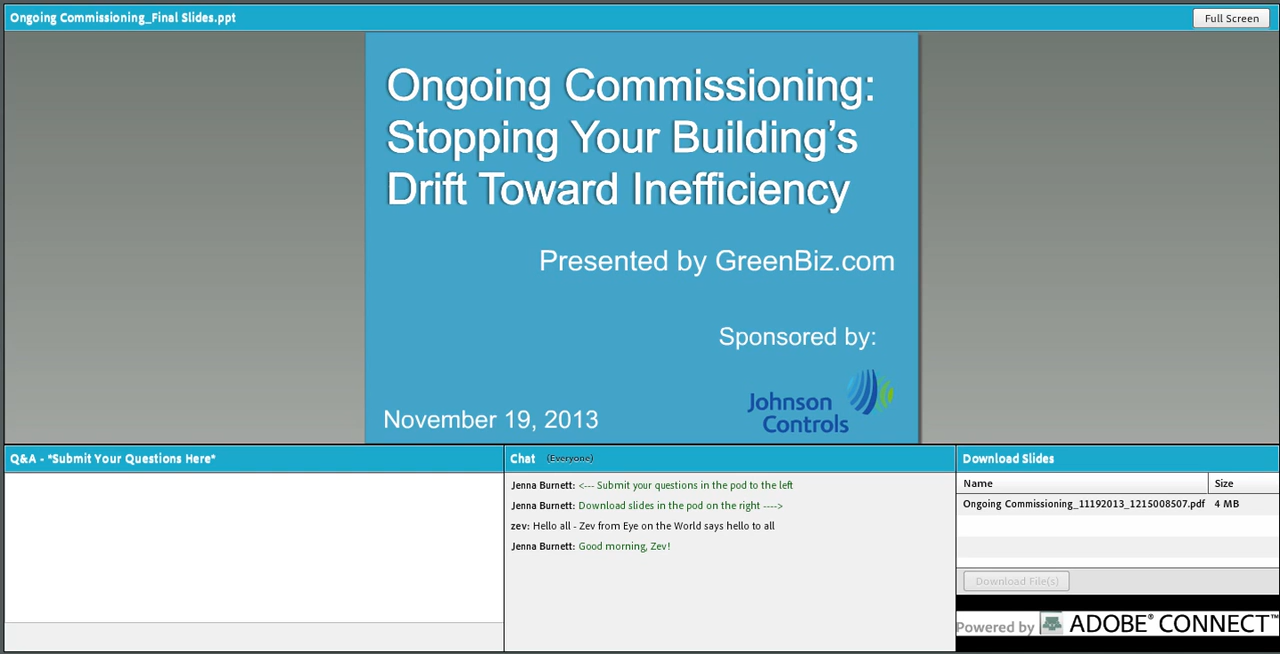 Ongoing Commissioning_Final Slides.ppt
Full Screen
Ongoing Commissioning:
Stopping Your Building’s
Drift Toward Inefficiency
Presented by GreenBiz.com
Sponsored by:
Johnson
Controls
November 19, 2013
Q&A - *Submit Your Questions Here*
Chat (Everyone)
Jenna Burnett: <--- Submit your questions in the pod to the left
Jenna Burnett: Download slides in the pod on the right ---->
zev: Hello all - Zev from Eye on the World says hello to all
Jenna Burnett: Good morning, Zev!
Download Slides
Name Size
Ongoing Commissioning_11192013_1215008507.pdf 4 MB
Download File(s)
Powered by ADOBE® CONNECT™